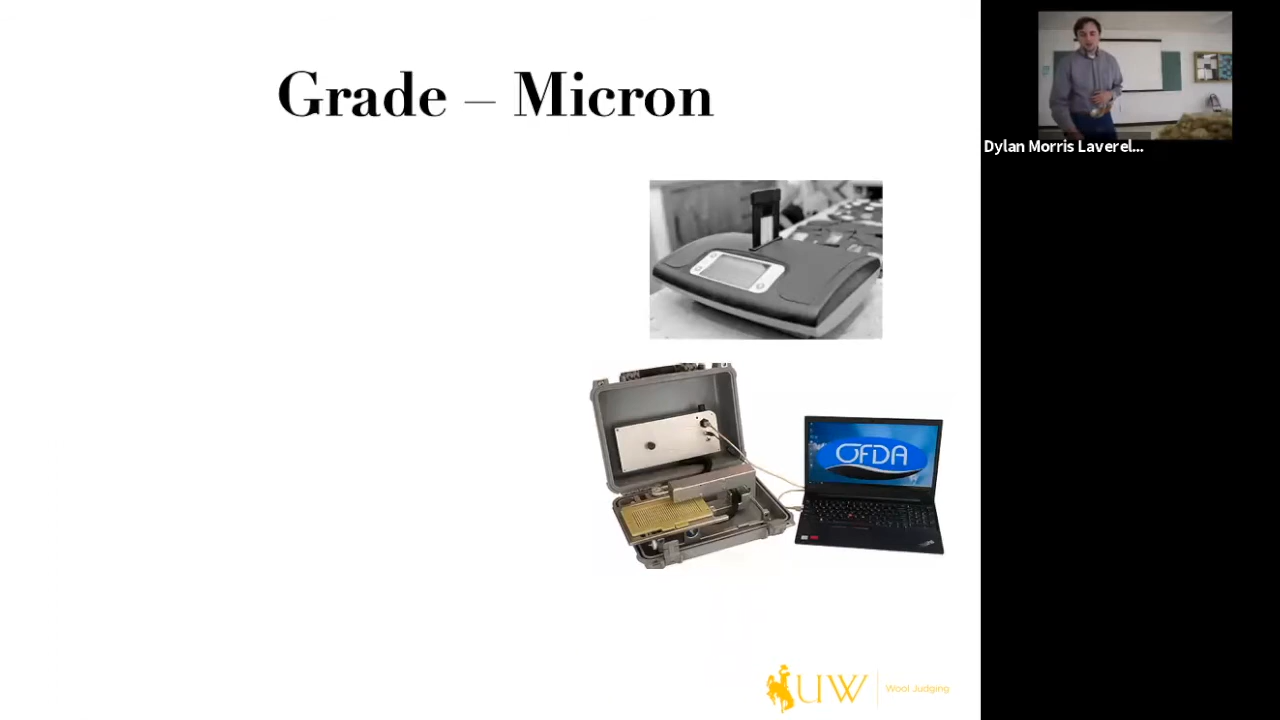 Grade – Micron
Dylan Morris Laverel...
OFDA
UW
Wool Judging